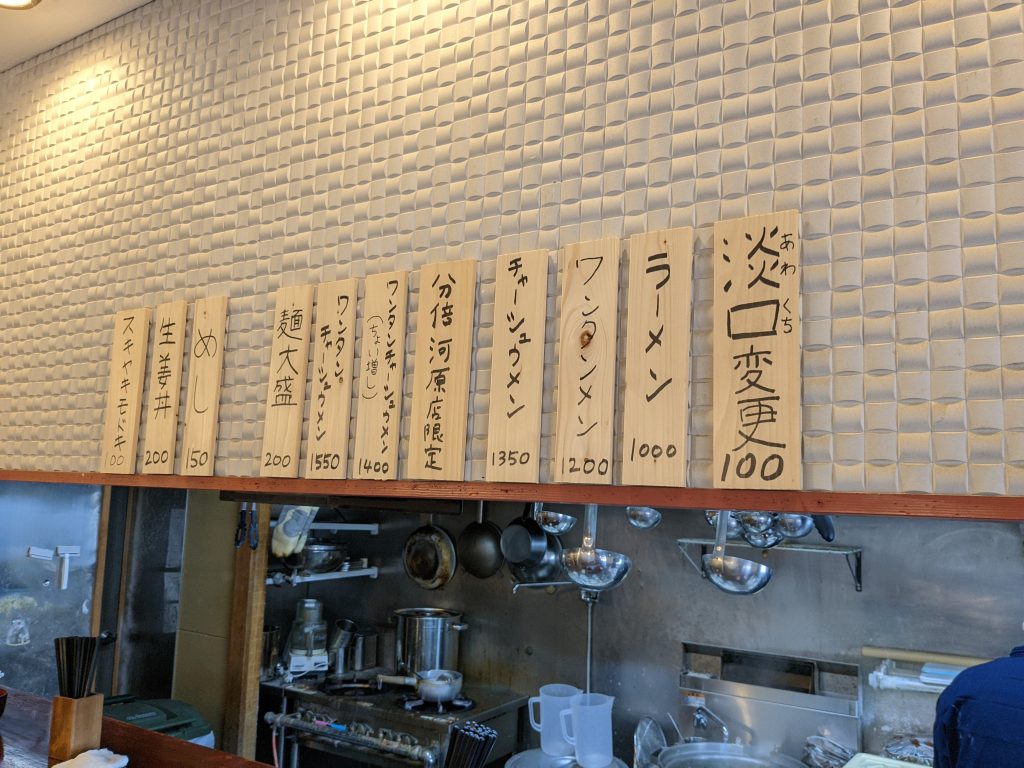 淡口変更
あわくち
100
ラーメン
1000
ワンタンメン
1200
チャーシュウメン
1350
分倍河原店限定
ワンタンチャーシュウメン
(ちょい増し)
1400
ワンタン、
チャーシュウメン
1550
麺大盛
200
めし
150
生姜丼
200
スキヤキモドキ
100